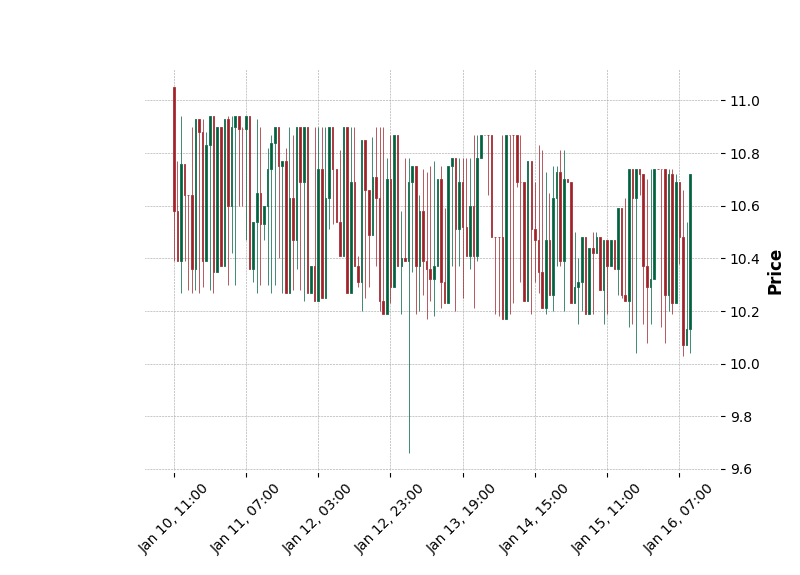 11.0
10.8
10.6
10.4
10.2
10.0
9.8
9.6
Price
Jan 10, 11:00
Jan 11, 07:00
Jan 12, 03:00
Jan 12, 23:00
Jan 13, 19:00
Jan 14, 15:00
Jan 15, 11:00
Jan 16, 07:00